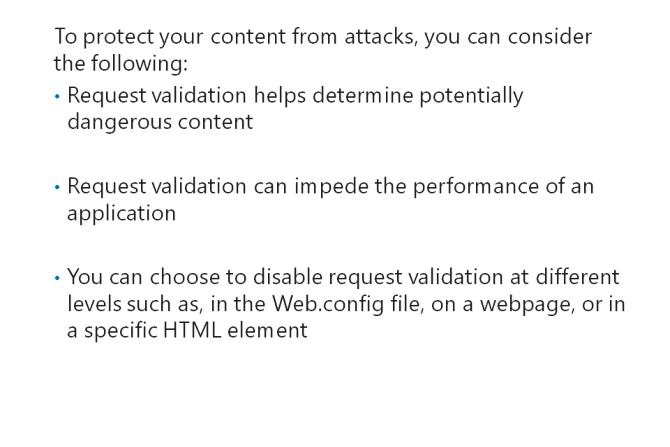 To protect your content from attacks, you can consider
the following:
• Request validation helps determine potentially
dangerous content
• Request validation can impede the performance of an
application
• You can choose to disable request validation at different
levels such as, in the Web.config file, on a webpage, or in
a specific HTML element